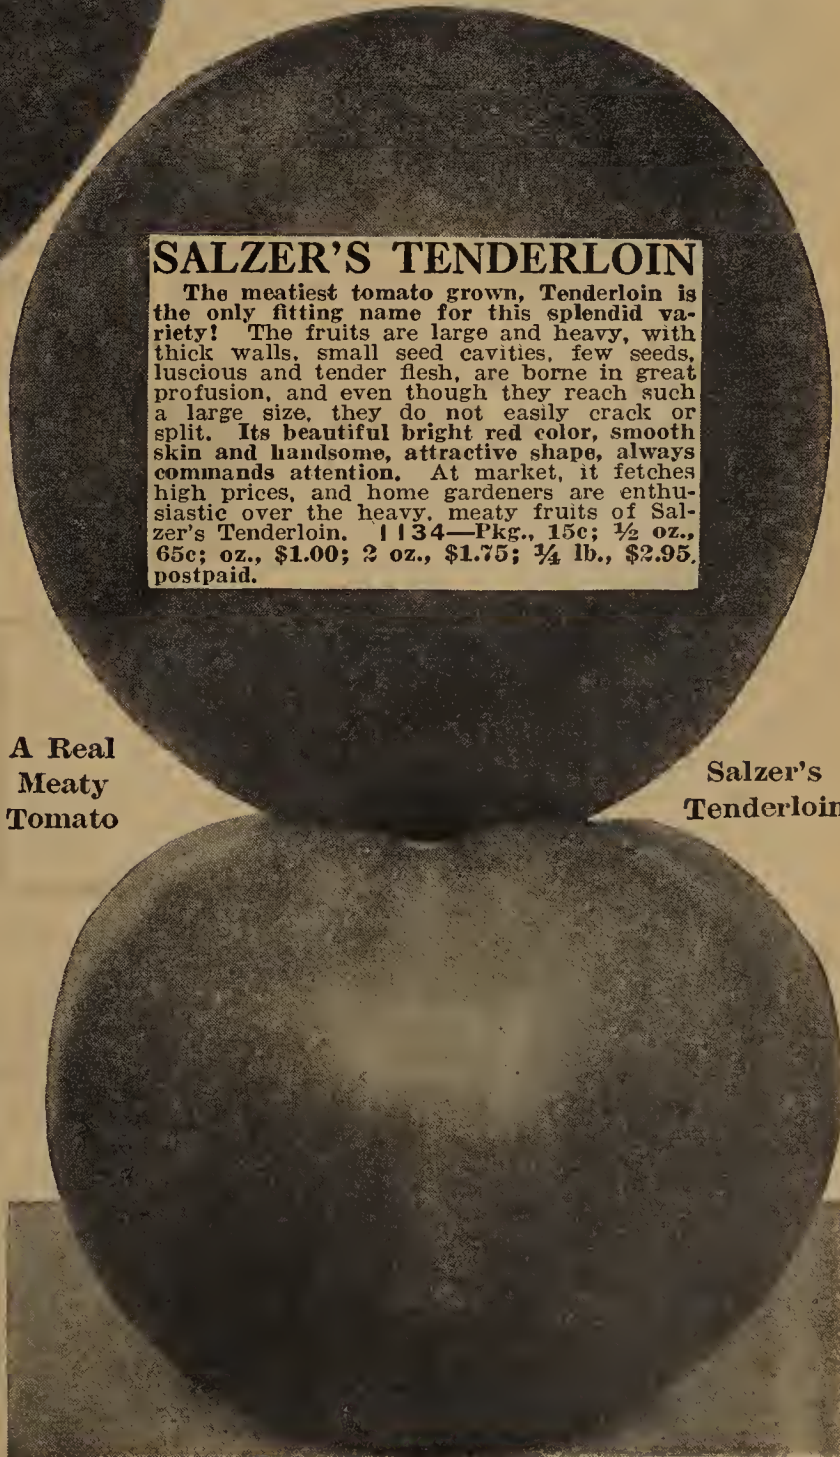 SALZER'S TENDERLOIN
The meatiest tomato grown, Tenderloin is
the only fitting name for this splendid va-
riety! The fruits are large and heavy, with
thick walls, small seed cavities, few seeds,
luscious and tender flesh, are borne in great
profusion, and even though they reach such
a large size, they do not easily crack or
split. Its beautiful bright red color, smooth
skin and handsome, attractive shape, always
commands attention. At market, it fetches
high prices, and home gardeners are enthu-
siastic over the heavy, meaty fruits of Sal-
zer's Tenderloin. 1134—Pkg., 15c; ½ oz.,
65c; oz., $1.00; 2 oz., $1.75; ¼ lb., $2.95,
postpaid.
A Real
Meaty
Tomato
Salzer's
Tenderloin